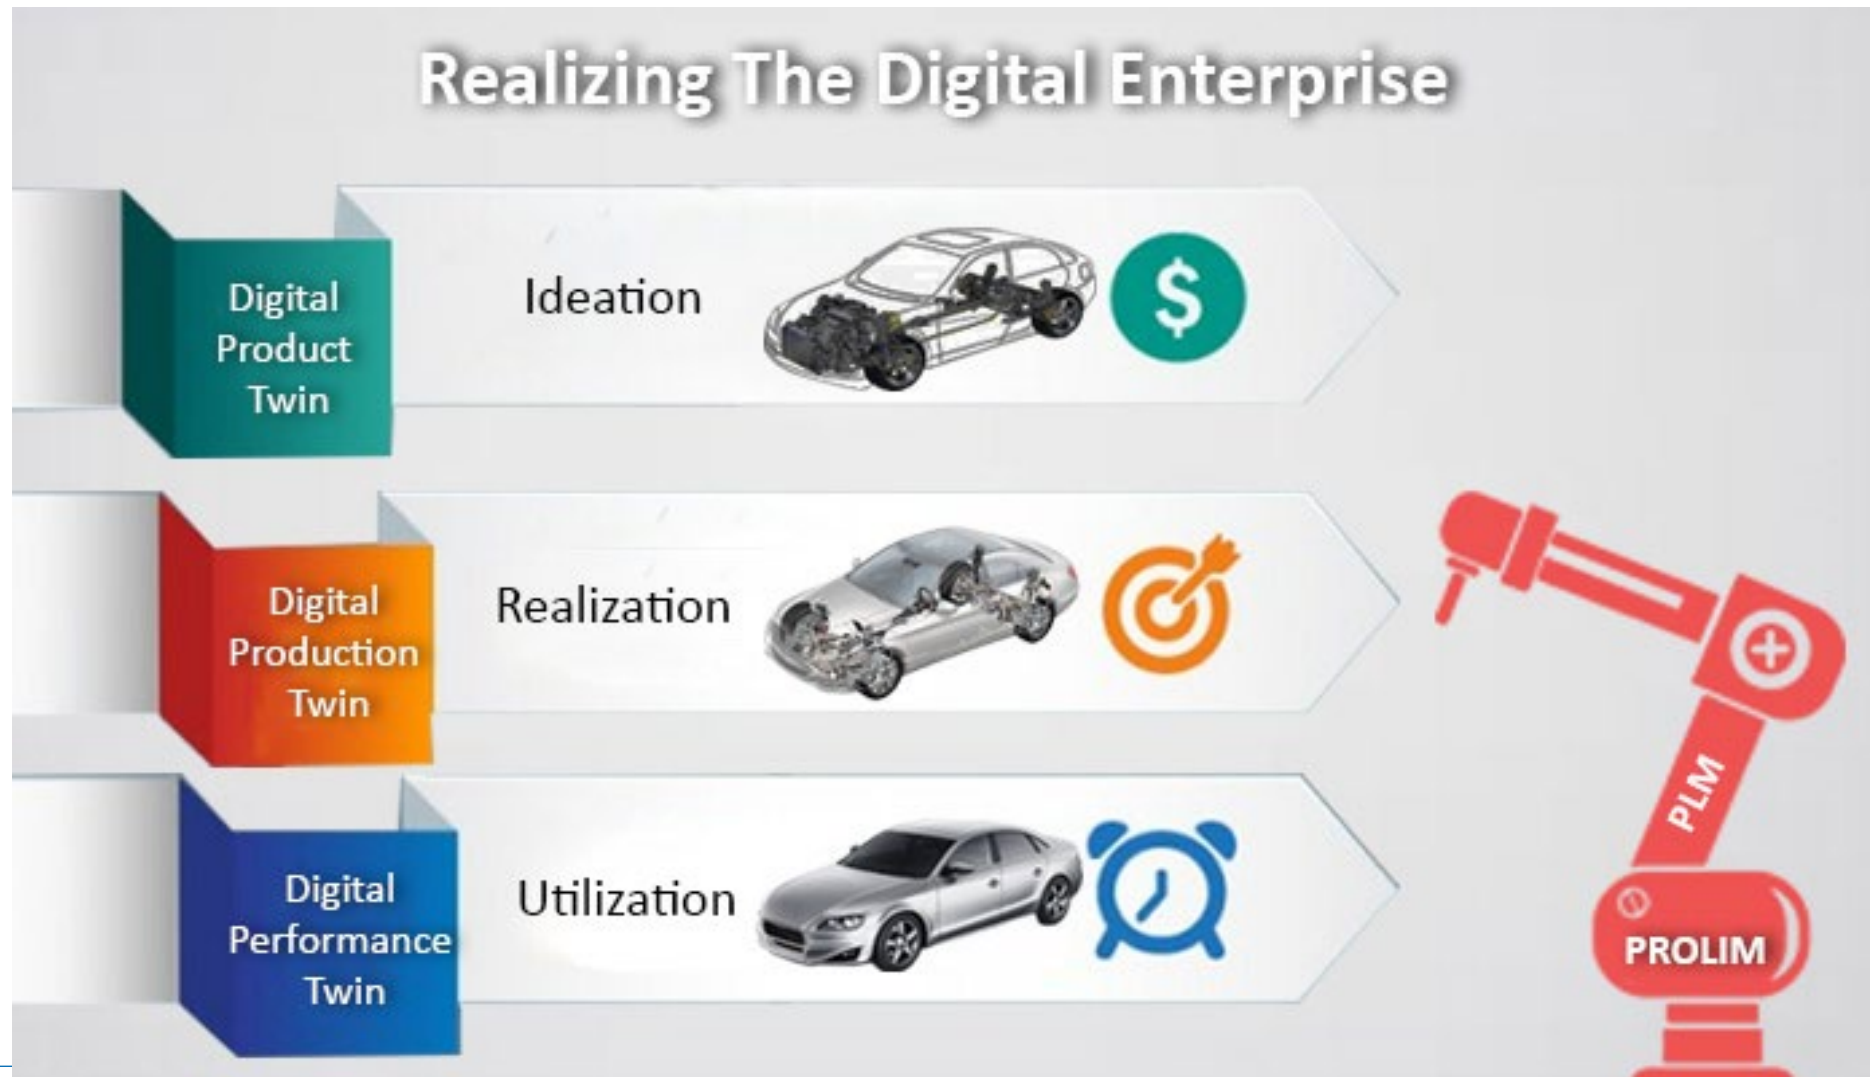 Realizing The Digital Enterprise
Digital
Product
Twin
Ideation
$
Digital
Production
Twin
Realization
Digital
Performance
Twin
Utilization
PLM
PROLIM